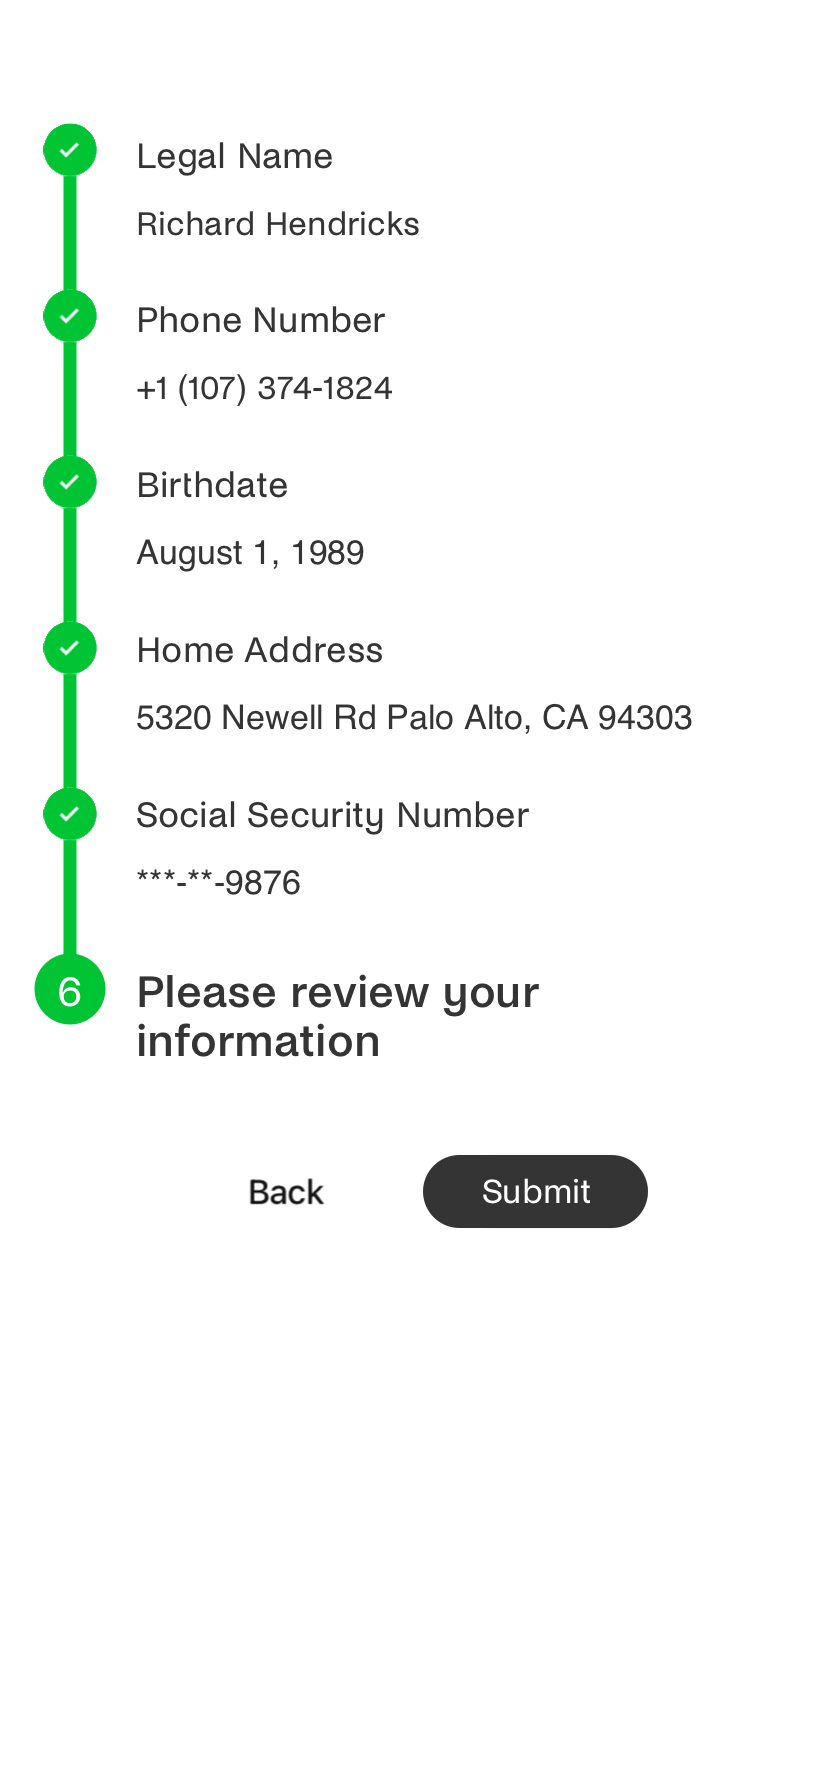 Legal Name
Richard Hendricks
Phone Number
+1 (107) 374-1824
Birthdate
August 1, 1989
Home Address
5320 Newell Rd Palo Alto, CA 94303
Social Security Number
***-**-9876
6
Please review your
information
Back
Submit